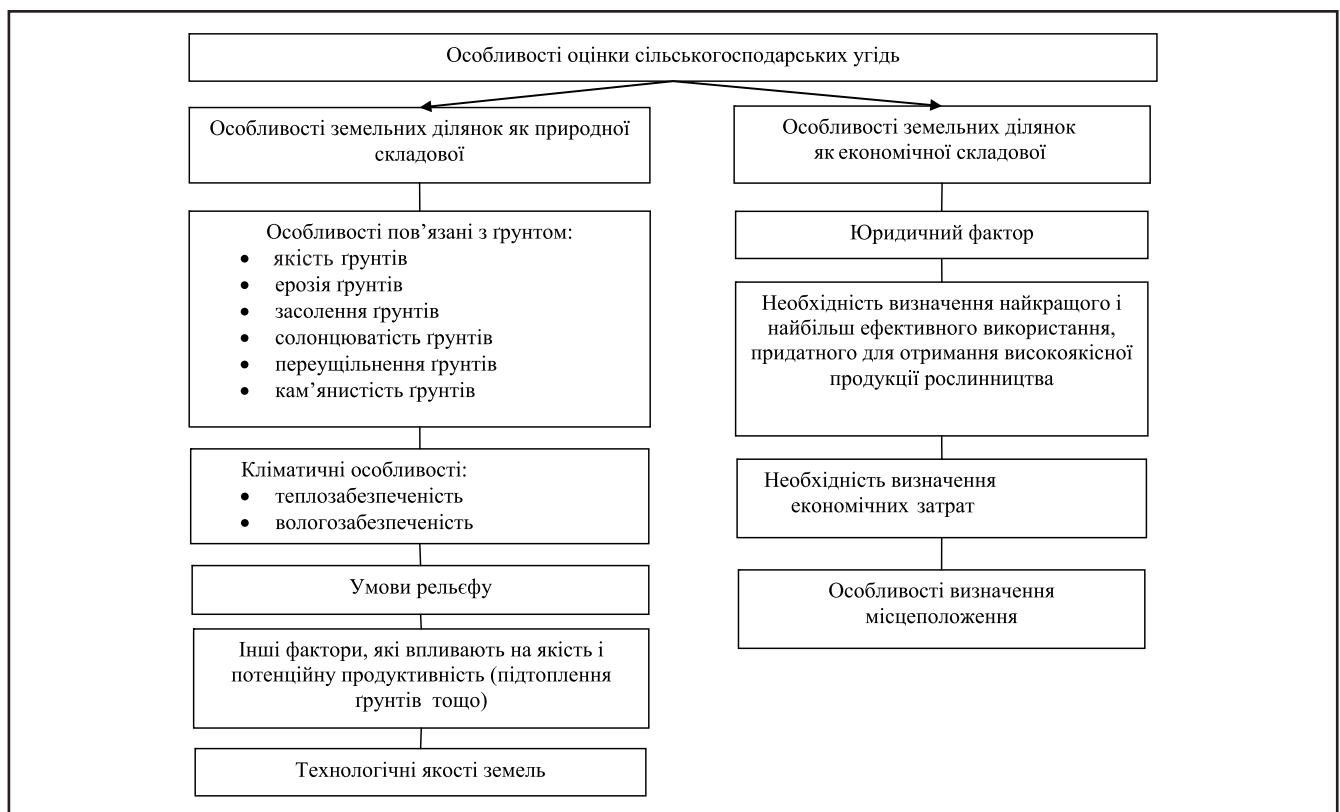 Особливості оцінки сільськогосподарських угідь
Особливості земельних ділянок як природної
складової
Особливості пов’язані з ґрунтом:
• якість ґрунтів
• ерозія ґрунтів
• засолення ґрунтів
• солонцюватість ґрунтів
• переущільнення ґрунтів
• кам’янистість ґрунтів
Кліматичні особливості:
• теплозабезпеченість
• вологозабезпеченість
Умови рельєфу
Інші фактори, які впливають на якість і
потенційну продуктивність (підтоплення
ґрунтів тощо)
Технологічні якості земель
Особливості земельних ділянок
як економічної складової
Юридичний фактор
Необхідність визначення найкращого і
найбільш ефективного використання,
придатного для отримання високоякісної
продукції рослинництва
Необхідність визначення
економічних затрат
Особливості визначення
місцеположення